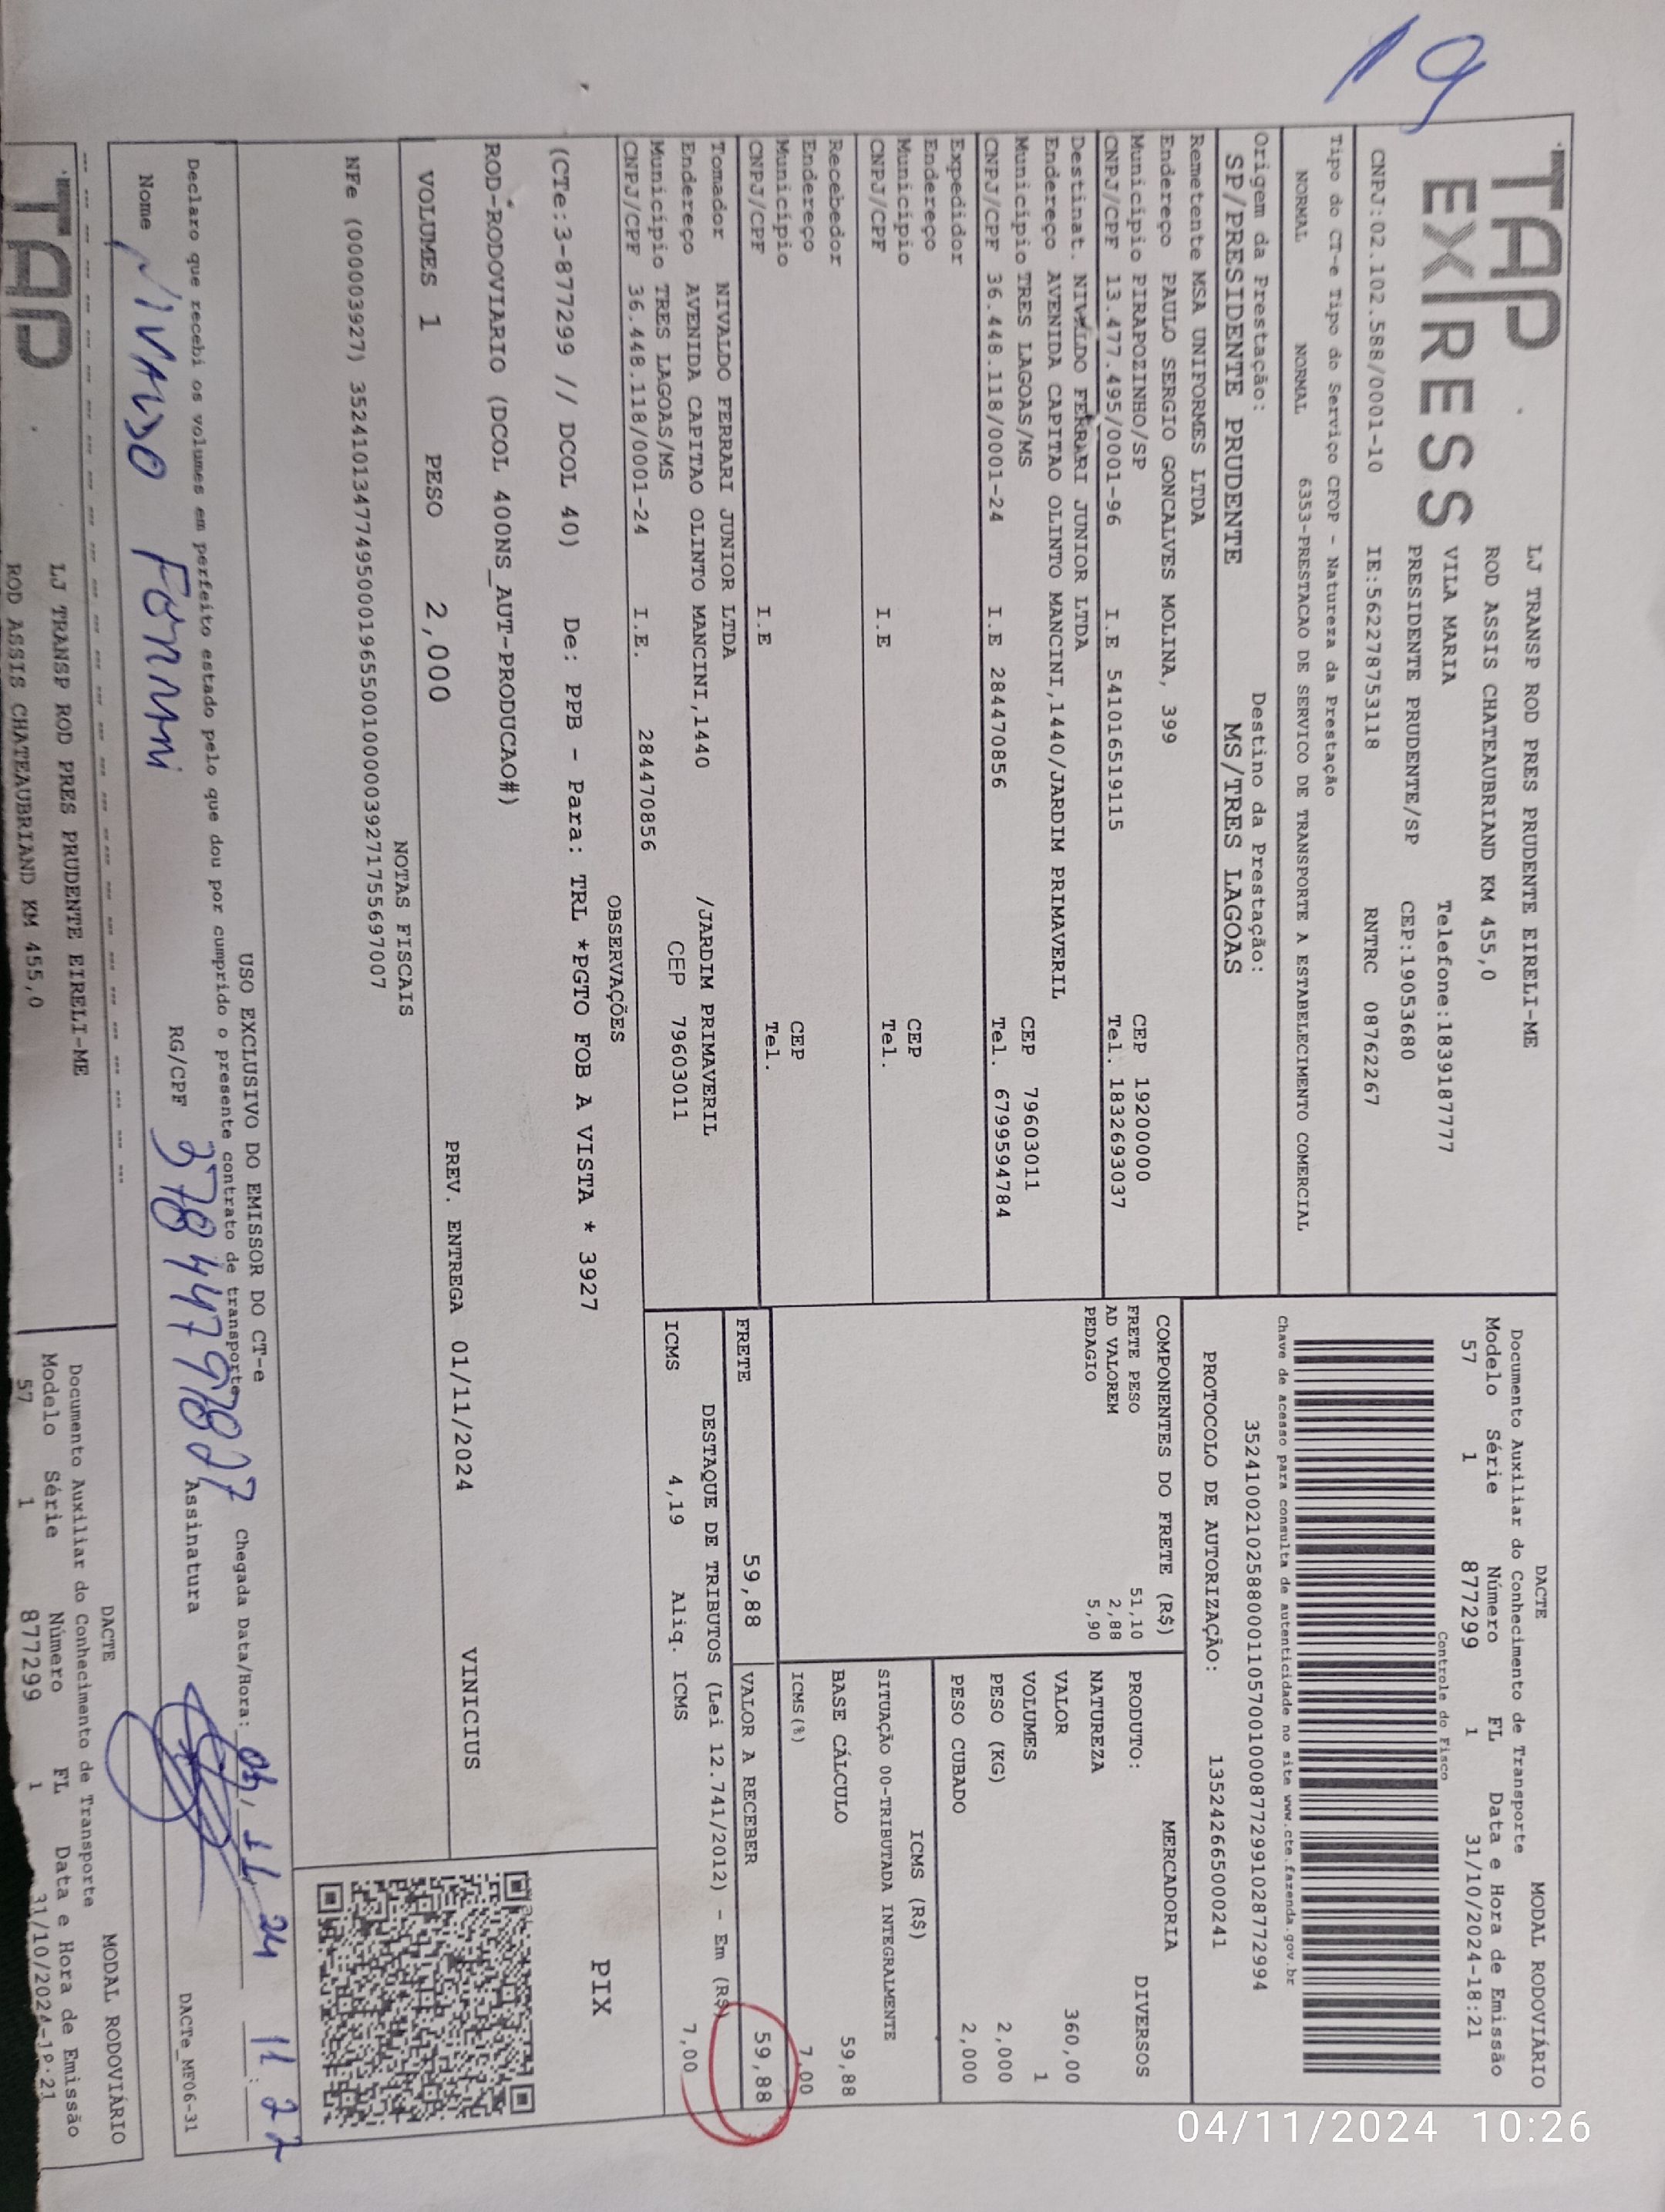 19
TAP
EXPRESS
LJ TRANSP ROD PRES PRUDENTE EIRELI-ME
ROD ASSIS CHATEAUBRIAND KM 455,0
VILA MARIA Telefone:1839187777
PRESIDENTE PRUDENTE/SP CEP:19053680
CNPJ:02.102.588/0001-10 IE:562278753118 RNTRC 08762267
Tipo do CT-e Tipo do Serviço CFOP - Natureza da Prestação
NORMAL NORMAL 6353-PRESTACAO DE SERVICO DE TRANSPORTE A ESTABELECIMENTO COMERCIAL
Origem da Prestação: Destino da Prestação:
SP/PRESIDENTE PRUDENTE MS/TRES LAGOAS
Remetente MSA UNIFORMES LTDA
Endereço PAULO SERGIO GONCALVES MOLINA, 399
Município PIRAPOZINHO/SP CEP 19200000
CNPJ/CPF 13.477.495/0001-96 I.E 541016519115 Tel. 1832693037
Destinat. NIVALDO FERRARI JUNIOR LTDA
Endereço AVENIDA CAPITAO OLINTO MANCINI,1440/JARDIM PRIMAVERIL
Município TRES LAGOAS/MS CEP 79603011
CNPJ/CPF 36.448.118/0001-24 I.E 284470856 Tel. 6799594784
Expedidor
Endereço
Município CEP
CNPJ/CPF I.E Tel.
Recebedor
Endereço
Município CEP
CNPJ/CPF I.E Tel.
Tomador NIVALDO FERRARI JUNIOR LTDA
Endereço AVENIDA CAPITAO OLINTO MANCINI,1440 /JARDIM PRIMAVERIL
Município TRES LAGOAS/MS CEP 79603011
CNPJ/CPF 36.448.118/0001-24 I.E. 284470856
DACTE MODAL RODOVIÁRIO
Documento Auxiliar do Conhecimento de Transporte
Modelo Série Número FL Data e Hora de Emissão
57 1 877299 1 31/10/2024-18:21
Controle do Fisco
Chave de acesso para consulta de autenticidade no site www.cte.fazenda.gov.br
35241002102588000110570010008772991028772994
PROTOCOLO DE AUTORIZAÇÃO: 135242665000241
COMPONENTES DO FRETE (R$)
FRETE PESO 51,10
AD VALOREM 2,88
PEDAGIO 5,90
MERCADORIA
PRODUTO: DIVERSOS
NATUREZA
VALOR 360,00
VOLUMES 1
PESO (KG) 2,000
PESO CUBADO 2,000
ICMS (R$)
SITUAÇÃO 00-TRIBUTADA INTEGRALMENTE
BASE CÁLCULO 59,88
ICMS(%) 7,00
FRETE 59,88 VALOR A RECEBER 59,88
DESTAQUE DE TRIBUTOS (Lei 12.741/2012) - Em (R$)
ICMS 4,19 Aliq. ICMS 7,00
OBSERVAÇÕES
(CTe:3-877299 // DCOL 40) De: PPB - Para: TRL *PGTO FOB A VISTA * 3927
ROD-RODOVIARIO (DCOL 400NS_AUT-PRODUCAO#)
PIX
VOLUMES 1 PESO 2,000 PREV. ENTREGA 01/11/2024 VINICIUS
NOTAS FISCAIS
NFe (000003927) 35241013477495000196550010000039271755697007
USO EXCLUSIVO DO EMISSOR DO CT-e
Declaro que recebi os volumes em perfeito estado pelo que dou por cumprido o presente contrato de transporte
Chegada Data/Hora: 04/11/24 11:22
Nome RG/CPF 37844797827 Assinatura
DACTe_MF06-31
TAP
LJ TRANSP ROD PRES PRUDENTE EIRELI-ME
ROD ASSIS CHATEAUBRIAND KM 455,0
DACTE MODAL RODOVIÁRIO
Documento Auxiliar do Conhecimento de Transporte
Modelo Série Número FL Data e Hora de Emissão
57 1 877299 1 31/10/2024-18:21
04/11/2024 10:26